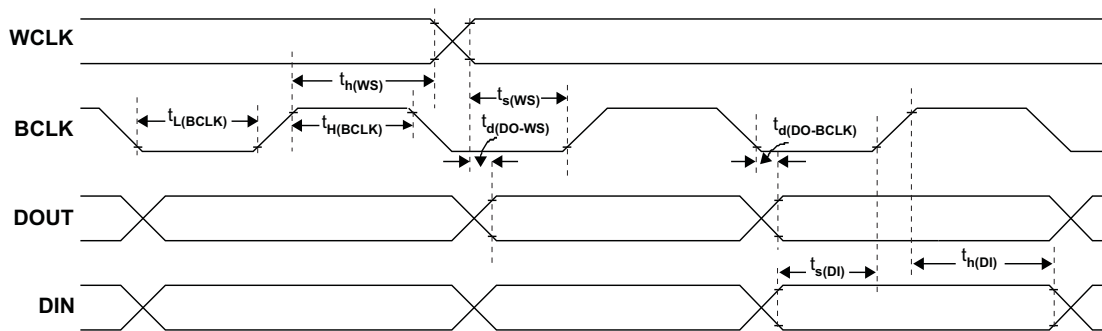 WCLK
th(WS)
ts(WS)
BCLK
tL(BCLK)
tH(BCLK)
td(DO-WS)
td(DO-BCLK)
DOUT
ts(DI)
th(DI)
DIN